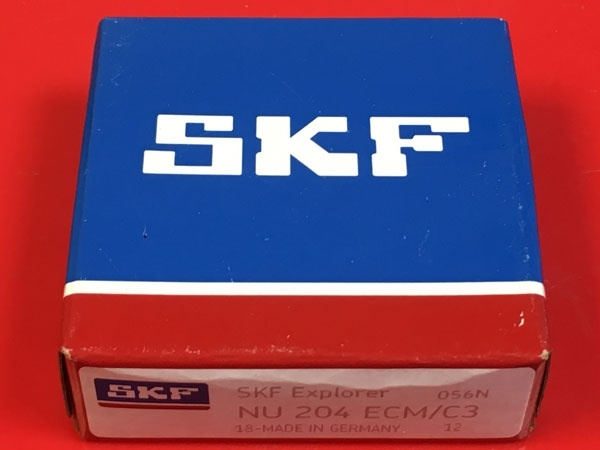 SKF
SKF
SKF Explorer 056N
NU 204 ECM/C3
18-MADE IN GERMANY 12